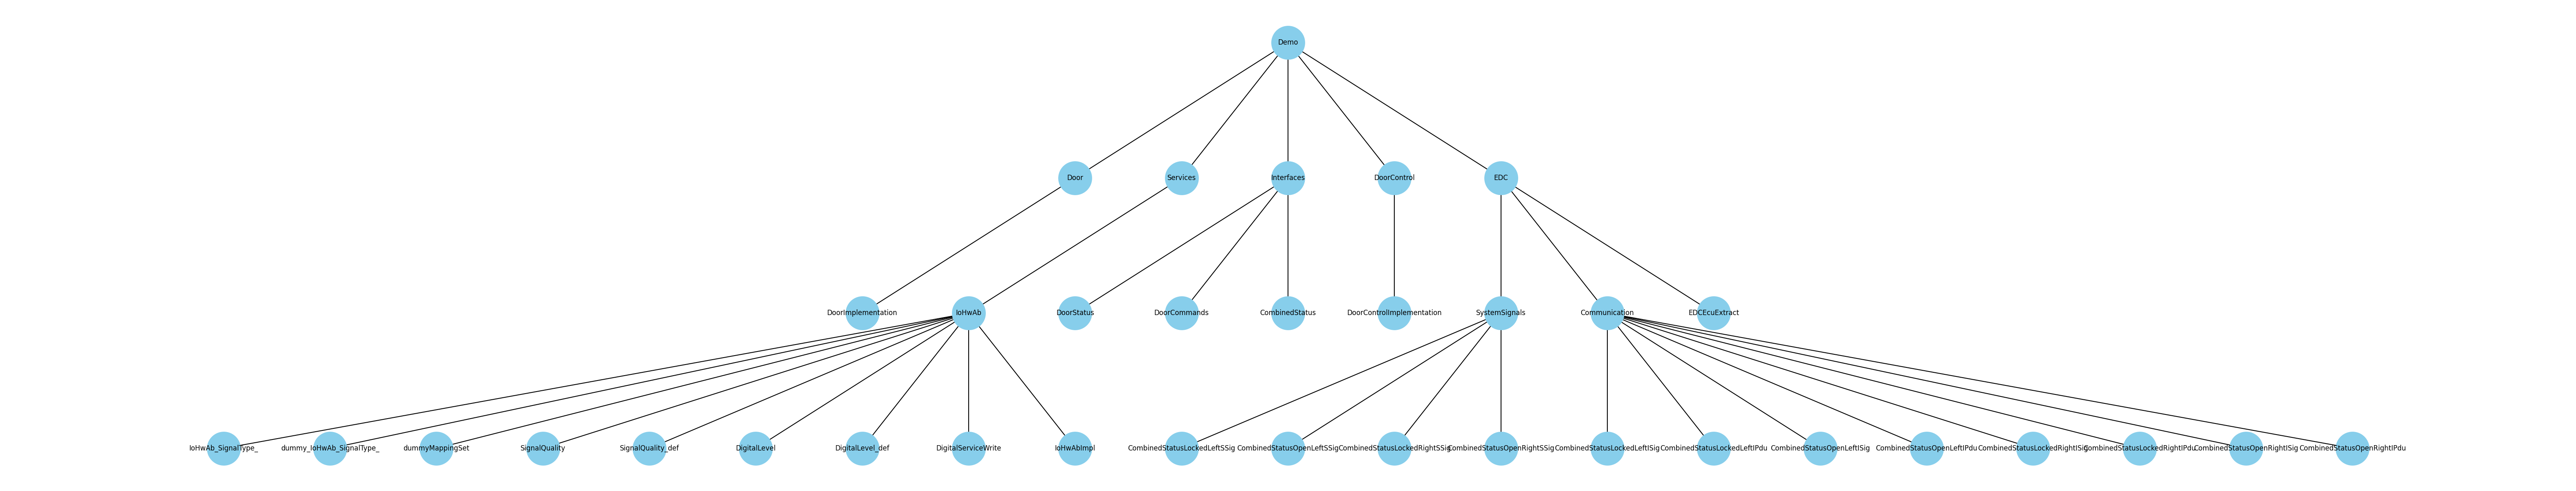 Demo
Door
Services
Interfaces
DoorControl
EDC
DoorImplementation
IoHwAb
DoorStatus
DoorCommands
CombinedStatus
DoorControlImplementation
SystemSignals
Communication
EDCEcuExtract
IoHwAb_SignalType_
dummy_IoHwAb_SignalType_
dummyMappingSet
SignalQuality
SignalQuality_def
DigitalLevel
DigitalLevel_def
DigitalServiceWrite
IoHwAbImpl
CombinedStatusLockedLeftSSig
CombinedStatusOpenLeftSSig
CombinedStatusLockedRightSSig
CombinedStatusOpenRightSSig
CombinedStatusLockedLeftISig
CombinedStatusLockedLeftIPdu
CombinedStatusOpenLeftISig
CombinedStatusOpenLeftIPdu
CombinedStatusLockedRightISig
CombinedStatusLockedRightIPdu
CombinedStatusOpenRightISig
CombinedStatusOpenRightIPdu